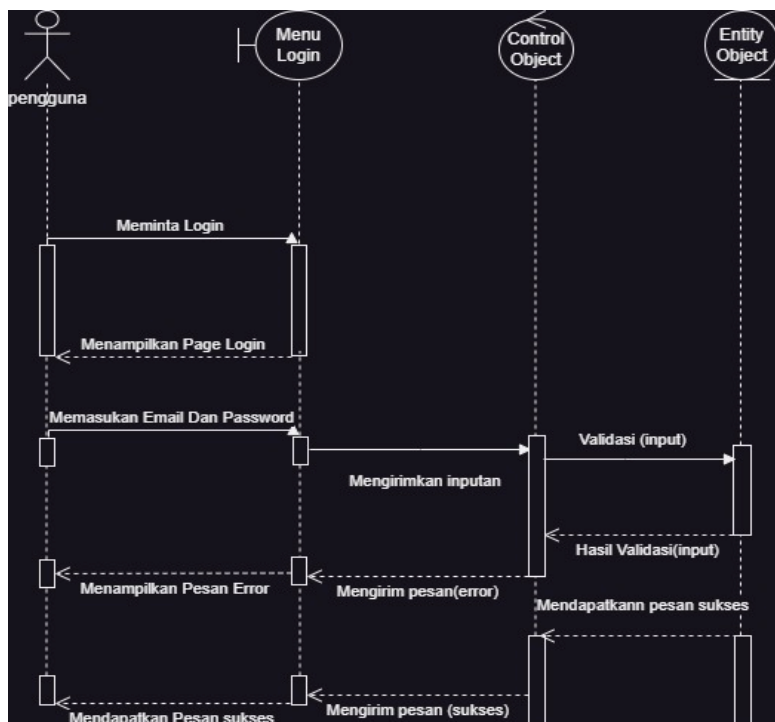 Menu
Login
Control
Object
Entity
Object
pengguna
Meminta Login
Menampilkan Page Login
Memasukan Email Dan Password
Validasi (input)
Mengirimkan inputan
Hasil Validasi(input)
Menampilkan Pesan Error
Mengirim pesan(error)
Mendapatkann pesan sukses
Mengirim pesan (sukses)
Mendapatkan Pesan sukses